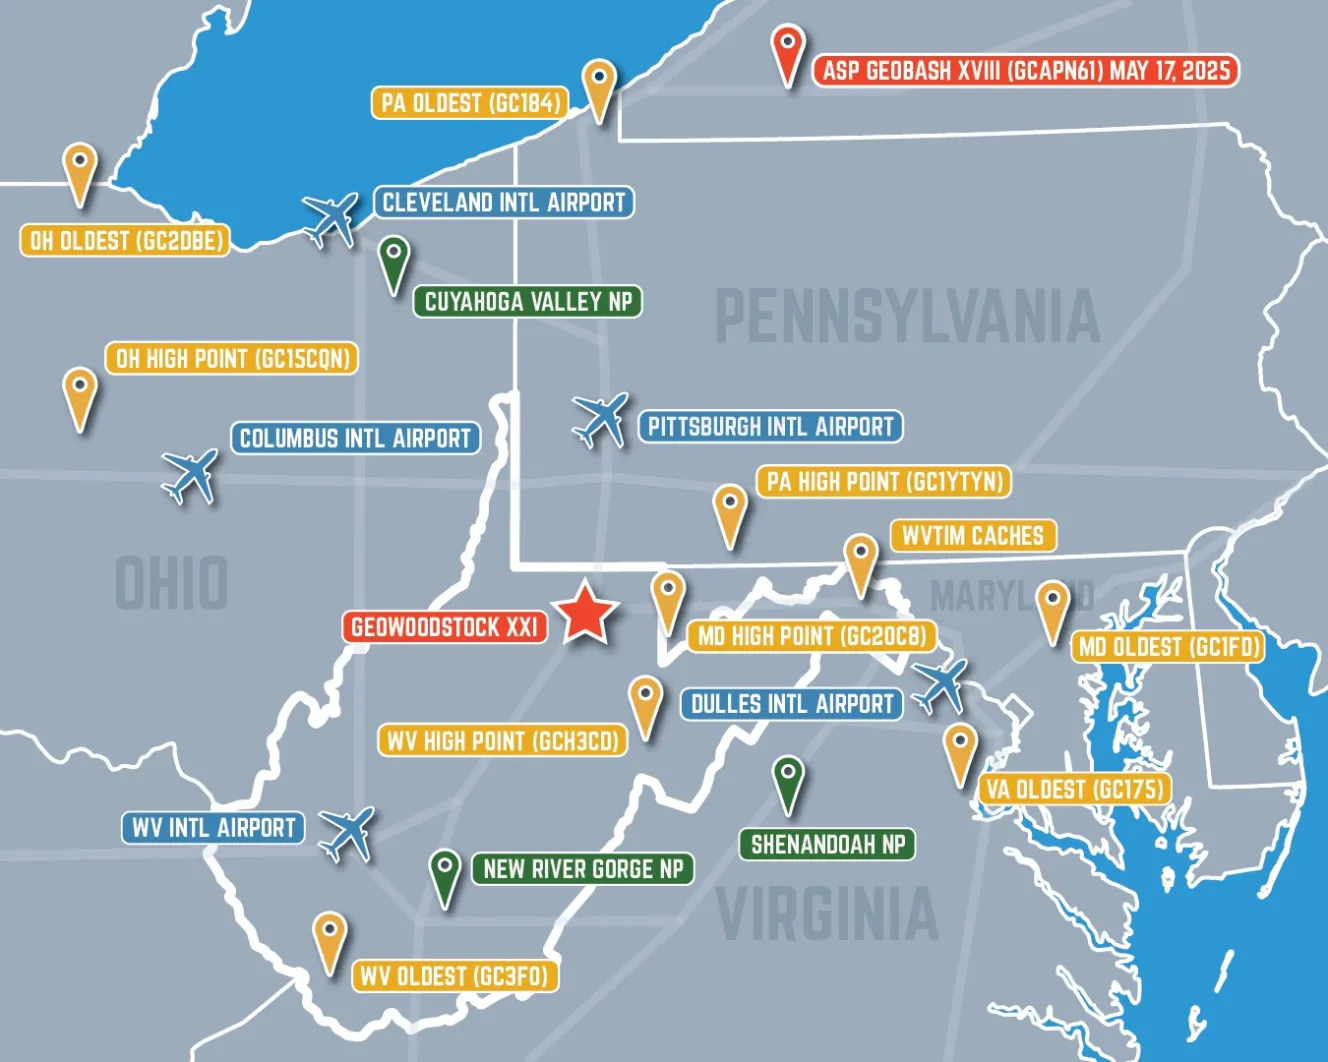 ASP GEOBASH XVIII (GCAPN61) MAY 17, 2025
PA OLDEST (GC184)
CLEVELAND INTL AIRPORT
OH OLDEST (GC2DBE)
CUYAHOGA VALLEY NP
PENNSYLVANIA
OH HIGH POINT (GC15CQN)
COLUMBUS INTL AIRPORT
PITTSBURGH INTL AIRPORT
PA HIGH POINT (GC1YTYN)
WVTIM CACHES
OHIO
MARYLAND
GEOWOODSTOCK XXI
MD HIGH POINT (GC20CB)
MD OLDEST (GC1FD)
DULLES INTL AIRPORT
WV HIGH POINT (GCH3CD)
VA OLDEST (GC175)
WV INTL AIRPORT
SHENANDOAH NP
NEW RIVER GORGE NP
VIRGINIA
WV OLDEST (GC3F0)